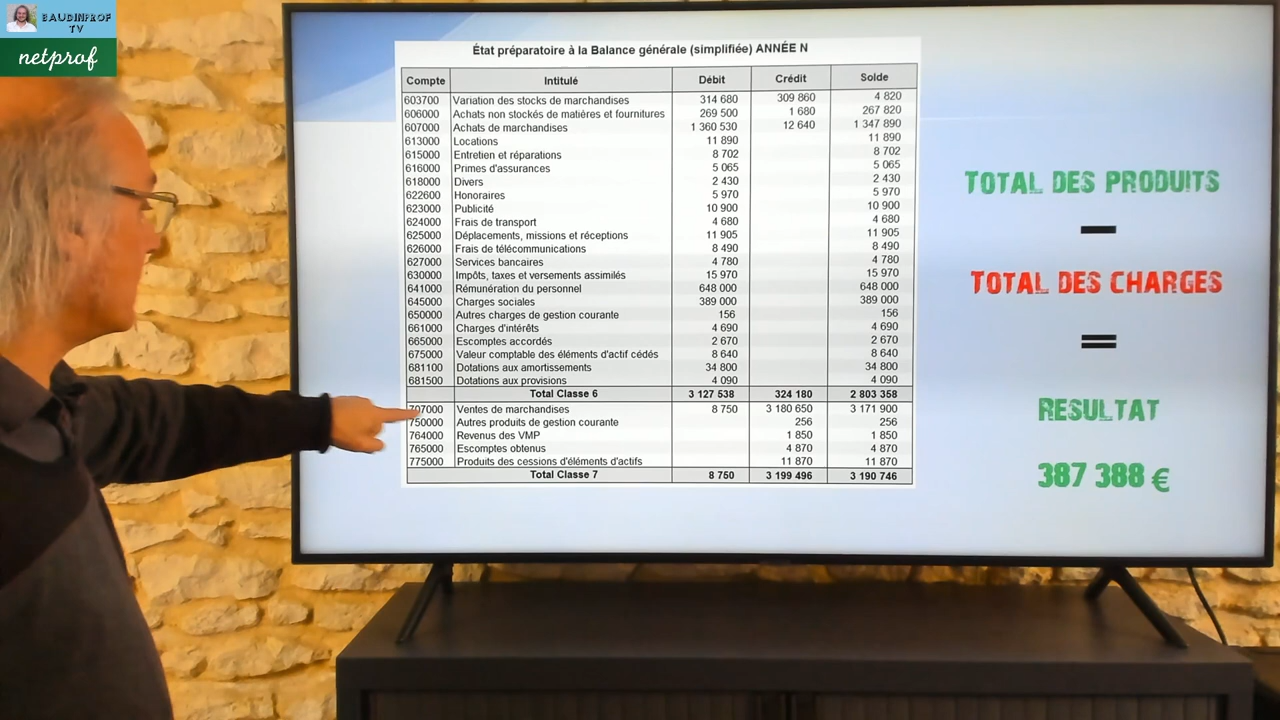 BAUDINPROF
TV
netprof
État préparatoire à la Balance générale (simplifiée) ANNÉE N
Compte Intitulé Débit Crédit Solde
603700 Variation des stocks de marchandises 314 680 309 860 4 820
606000 Achats non stockés de matières et fournitures 269 500 1 680 267 820
607000 Achats de marchandises 1 360 530 12 640 1 347 890
613000 Locations 11 890 11 890
615000 Entretien et réparations 8 702 8 702
616000 Primes d'assurances 5 065 5 065
618000 Divers 2 430 2 430
622600 Honoraires 5 970 5 970
623000 Publicité 10 900 10 900
624000 Frais de transport 4 680 4 680
625000 Déplacements, missions et réceptions 11 905 11 905
626000 Frais de télécommunications 8 490 8 490
627000 Services bancaires 4 780 4 780
630000 Impôts, taxes et versements assimilés 15 970 15 970
641000 Rémunération du personnel 648 000 648 000
645000 Charges sociales 389 000 389 000
650000 Autres charges de gestion courante 156 156
661000 Charges d'intérêts 4 690 4 690
665000 Escomptes accordés 2 670 2 670
675000 Valeur comptable des éléments d'actif cédés 8 640 8 640
681100 Dotations aux amortissements 34 800 34 800
681500 Dotations aux provisions 4 090 4 090
Total Classe 6 3 127 538 324 180 2 803 358
707000 Ventes de marchandises 8 750 3 180 650 3 171 900
750000 Autres produits de gestion courante 256 256
764000 Revenus des VMP 1 850 1 850
765000 Escomptes obtenus 4 870 4 870
775000 Produits des cessions d'éléments d'actifs 11 870 11 870
Total Classe 7 8 750 3 199 496 3 190 746
TOTAL DES PRODUITS
—
TOTAL DES CHARGES
=
RESULTAT
387 388 €